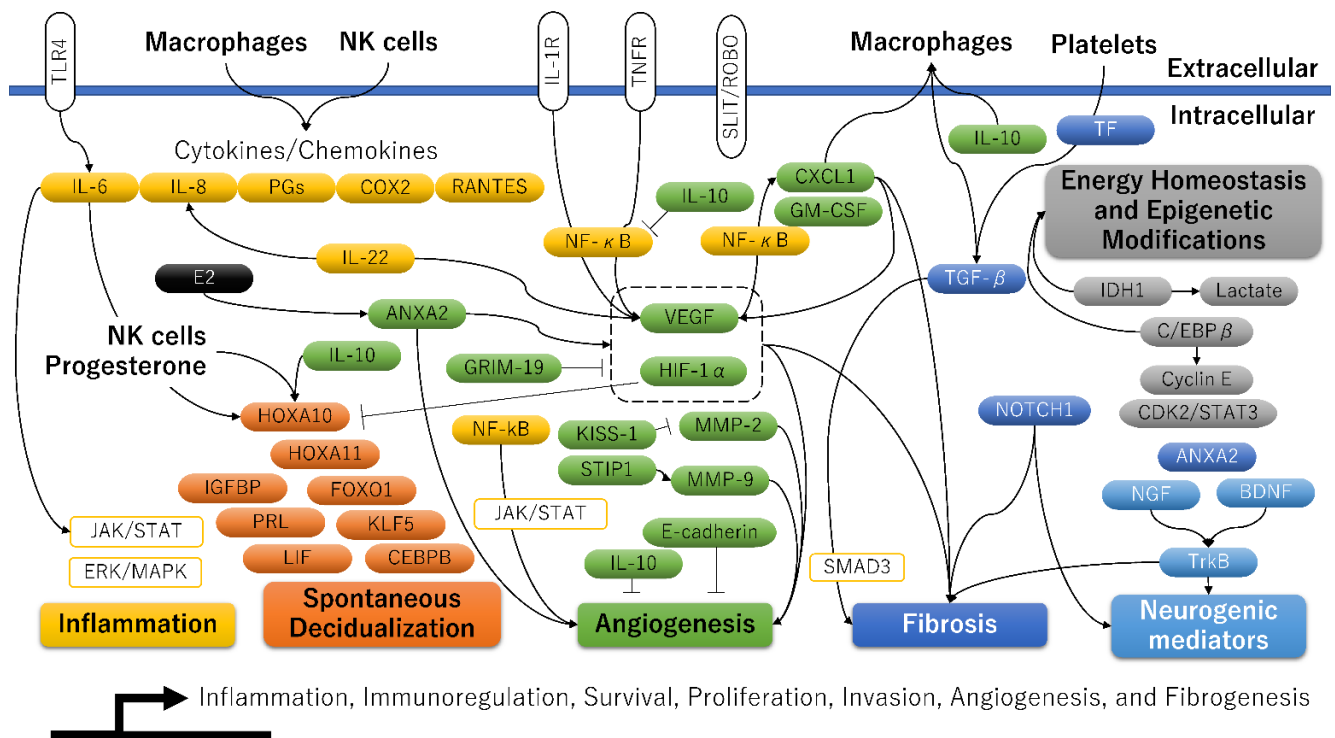 TLR4
Macrophages
NK cells
IL-1R
TNFR
SLIT/ROBO
Macrophages
Platelets
Extracellular
Intracellular
Cytokines/Chemokines
IL-6
IL-8
PGs
COX2
RANTES
IL-10
NF-κB
CXCL1
GM-CSF
NF-κB
IL-10
TF
Energy Homeostasis
and Epigenetic
Modifications
IL-22
E2
ANXA2
VEGF
TGF-β
IDH1
Lactate
C/EBPβ
NK cells
Progesterone
IL-10
GRIM-19
HIF-1α
Cyclin E
CDK2/STAT3
HOXA10
HOXA11
IGFBP
FOXO1
PRL
KLF5
LIF
CEBPB
NF-kB
KISS-1
MMP-2
STIP1
MMP-9
NOTCH1
ANXA2
NGF
BDNF
JAK/STAT
ERK/MAPK
JAK/STAT
E-cadherin
IL-10
SMAD3
TrkB
Inflammation
Spontaneous
Decidualization
Angiogenesis
Fibrosis
Neurogenic
mediators
Inflammation, Immunoregulation, Survival, Proliferation, Invasion, Angiogenesis, and Fibrogenesis